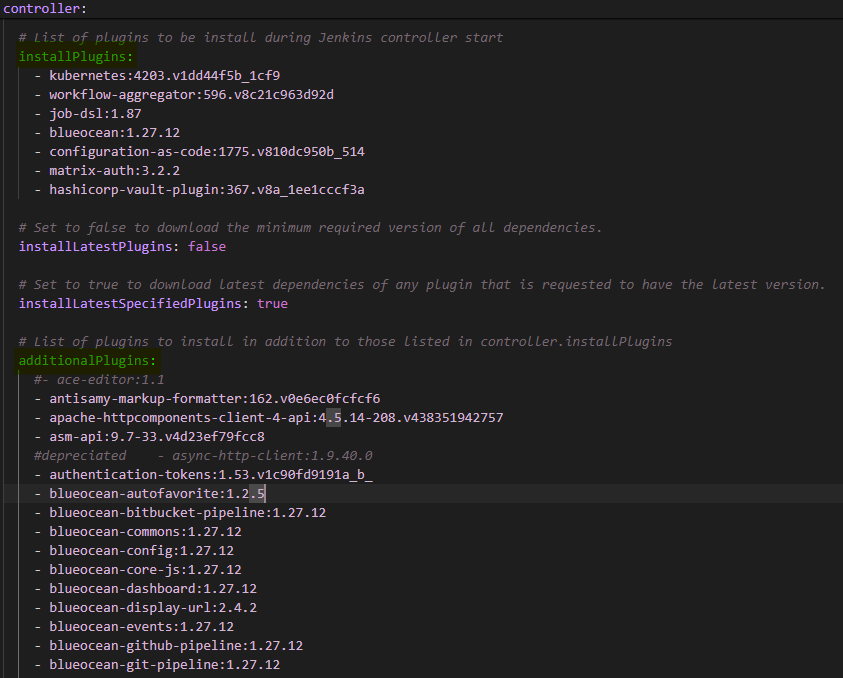 controller:
# List of plugins to be install during Jenkins controller start
installPlugins:
- kubernetes:4203.v1dd44f5b_1cf9
- workflow-aggregator:596.v8c21c963d92d
- job-dsl:1.87
- blueocean:1.27.12
- configuration-as-code:1775.v810dc950b_514
- matrix-auth:3.2.2
- hashicorp-vault-plugin:367.v8a_1ee1cccf3a
# Set to false to download the minimum required version of all dependencies.
installLatestPlugins: false
# Set to true to download latest dependencies of any plugin that is requested to have the latest version.
installLatestSpecifiedPlugins: true
# List of plugins to install in addition to those listed in controller.installPlugins
additionalPlugins:
#- ace-editor:1.1
- antisamy-markup-formatter:162.v0e6ec0fcfcf6
- apache-httpcomponents-client-4-api:4.5.14-208.v438351942757
- asm-api:9.7-33.v4d23ef79fcc8
#depreciated    - async-http-client:1.9.40.0
- authentication-tokens:1.53.v1c90fd9191a_b_
- blueocean-autofavorite:1.2.5
- blueocean-bitbucket-pipeline:1.27.12
- blueocean-commons:1.27.12
- blueocean-config:1.27.12
- blueocean-core-js:1.27.12
- blueocean-dashboard:1.27.12
- blueocean-display-url:2.4.2
- blueocean-events:1.27.12
- blueocean-github-pipeline:1.27.12
- blueocean-git-pipeline:1.27.12